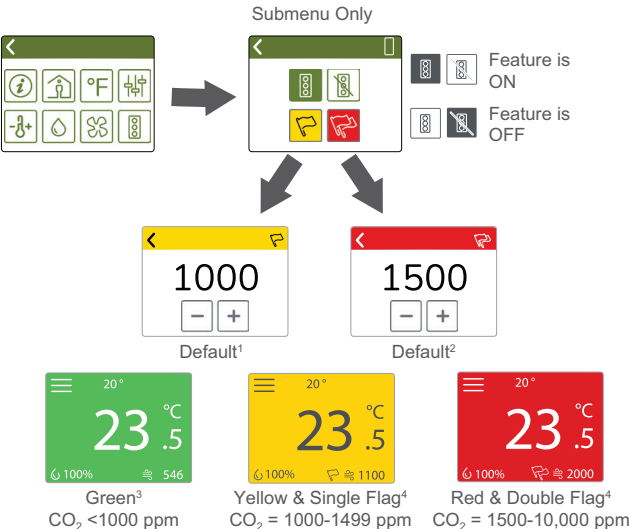 Submenu Only
°F
Feature is
ON
Feature is
OFF
1000
− +
Default¹
1500
− +
Default²
20 °
23 .5 °C
100% 546
Green³
CO₂ <1000 ppm
20 °
23 .5 °C
100% 1100
Yellow & Single Flag⁴
CO₂ = 1000-1499 ppm
20 °
23 .5 °C
100% 2000
Red & Double Flag⁴
CO₂ = 1500-10,000 ppm